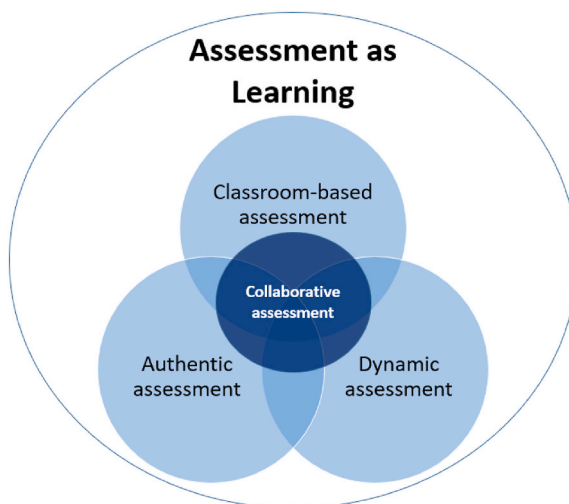 Assessment as
Learning
Classroom-based
assessment
Collaborative
assessment
Authentic
assessment
Dynamic
assessment